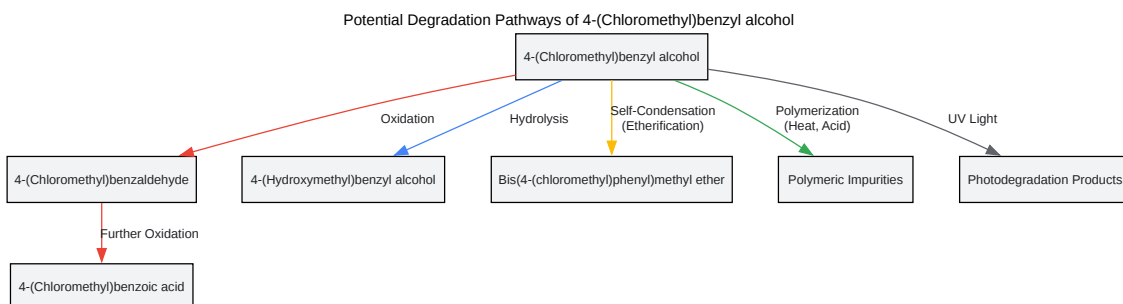 Potential Degradation Pathways of 4-(Chloromethyl)benzyl alcohol
4-(Chloromethyl)benzyl alcohol
Oxidation
Hydrolysis
Self-Condensation
(Etherification)
Polymerization
(Heat, Acid)
UV Light
4-(Chloromethyl)benzaldehyde
4-(Hydroxymethyl)benzyl alcohol
Bis(4-(chloromethyl)phenyl)methyl ether
Polymeric Impurities
Photodegradation Products
Further Oxidation
4-(Chloromethyl)benzoic acid